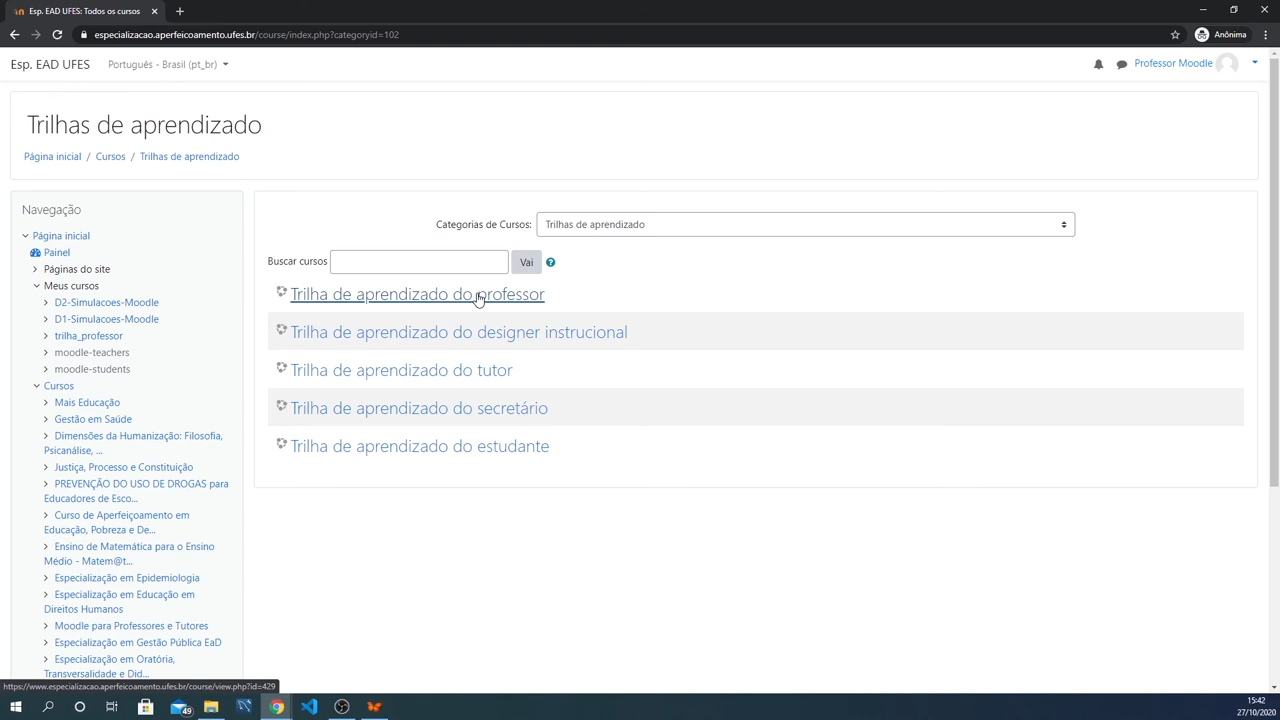 Esp. EAD UFES: Todos os cursos
especializacao.aperfeicoamento.ufes.br/course/index.php?categoryid=102
Anônima
Esp. EAD UFES
Português - Brasil (pt_br)
Professor Moodle
Trilhas de aprendizado
Página inicial / Cursos / Trilhas de aprendizado
Navegação
Página inicial
Painel
Páginas do site
Meus cursos
D2-Simulacoes-Moodle
D1-Simulacoes-Moodle
trilha_professor
moodle-teachers
moodle-students
Cursos
Mais Educação
Gestão em Saúde
Dimensões da Humanização: Filosofia,
Psicanálise, ...
Justiça, Processo e Constituição
PREVENÇÃO DO USO DE DROGAS para
Educadores de Esco...
Curso de Aperfeiçoamento em
Educação, Pobreza e De...
Ensino de Matemática para o Ensino
Médio - Matem@t...
Especialização em Epidemiologia
Especialização em Educação em
Direitos Humanos
Moodle para Professores e Tutores
Especialização em Gestão Pública EaD
Especialização em Oratória,
Transversalidade e Did...
Categorias de Cursos: Trilhas de aprendizado
Buscar cursos Vai
Trilha de aprendizado do professor
Trilha de aprendizado do designer instrucional
Trilha de aprendizado do tutor
Trilha de aprendizado do secretário
Trilha de aprendizado do estudante
https://www.especializacao.aperfeicoamento.ufes.br/course/view.php?id=429
49
15:42
27/10/2020